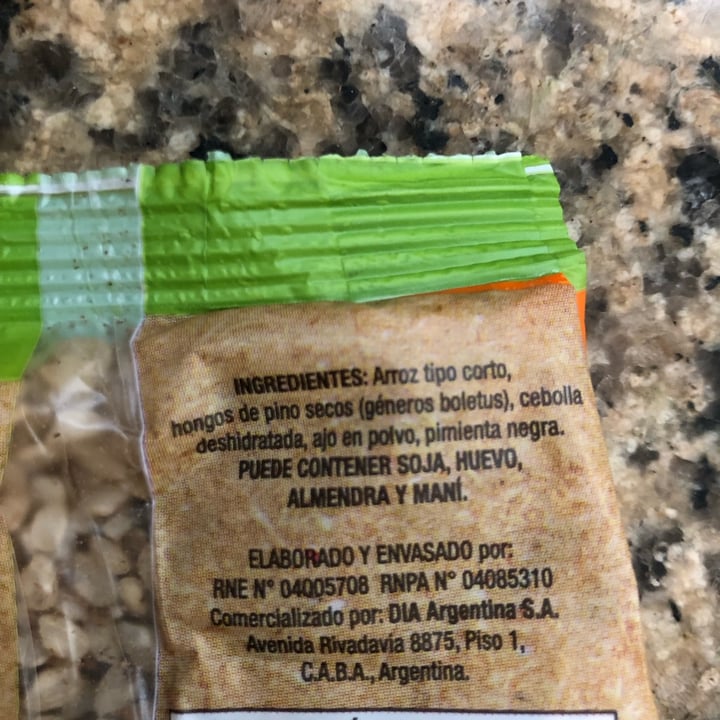 INGREDIENTES: Arroz tipo corto,
hongos de pino secos (géneros boletus), cebolla
deshidratada, ajo en polvo, pimienta negra.
PUEDE CONTENER SOJA, HUEVO,
ALMENDRA Y MANÍ.
ELABORADO Y ENVASADO por:
RNE N° 04005708 RNPA N° 04085310
Comercializado por: DIA Argentina S.A.
Avenida Rivadavia 8875, Piso 1,
C.A.B.A., Argentina.